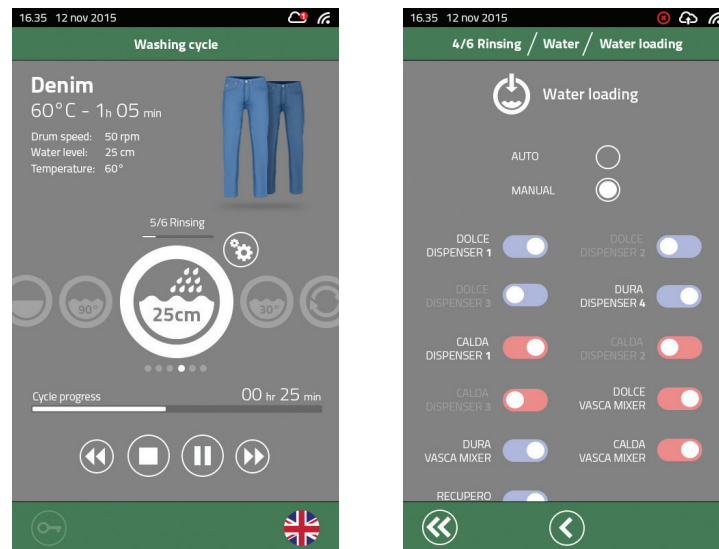 16.35 12 nov 2015
1
Washing cycle
Denim
60°C - 1h 05 min
Drum speed: 50 rpm
Water level: 25 cm
Temperature: 60°
5/6 Rinsing
90°
25cm
30°
Cycle progress
00 hr 25 min
16.35 12 nov 2015
4/6 Rinsing / Water / Water loading
Water loading
AUTO
MANUAL
DOLCE
DISPENSER 1
DOLCE
DISPENSER 2
DOLCE
DISPENSER 3
DURA
DISPENSER 4
CALDA
DISPENSER 1
CALDA
DISPENSER 2
CALDA
DISPENSER 3
DOLCE
VASCA MIXER
DURA
VASCA MIXER
CALDA
VASCA MIXER
RECUPERO